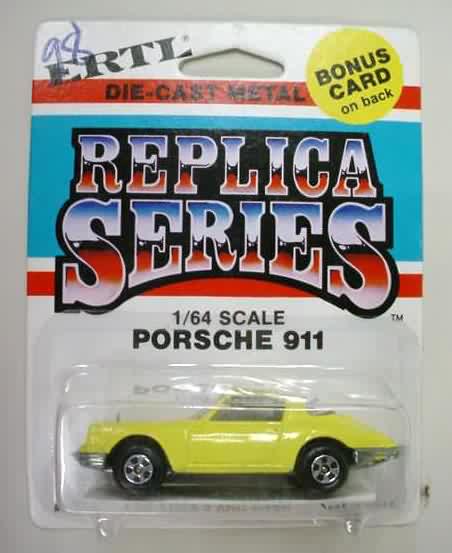 98
ERTL®
DIE-CAST METAL
BONUS
CARD
on back
REPLICA
SERIES
TM
1/64 SCALE
PORSCHE 911